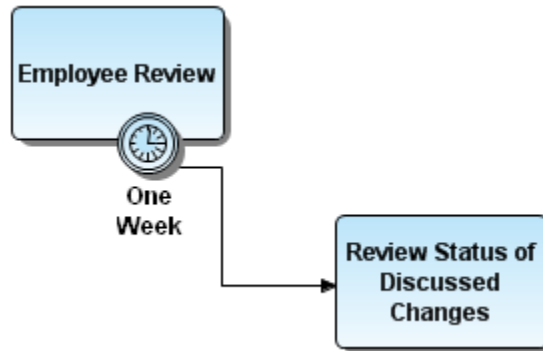 Employee Review
One
Week
Review Status of
Discussed
Changes